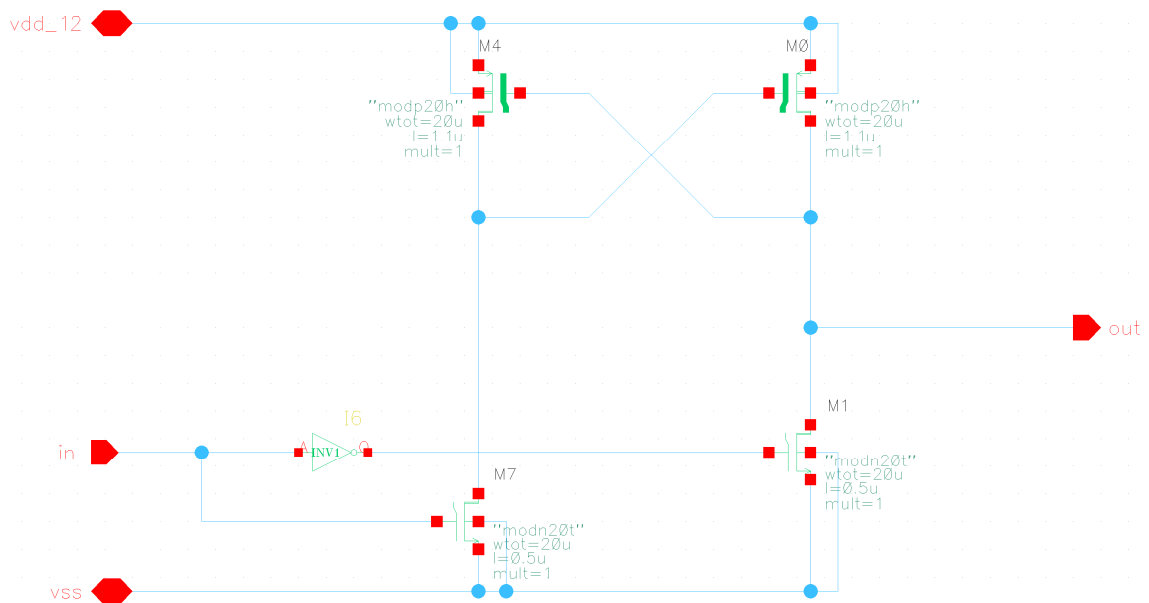 vdd_12
M4
M0
"modp20h"
wtot=20u
l=1.1u
mult=1
"modp20h"
wtot=20u
l=1.1u
mult=1
out
M1
I6
in
A
INV1
Q
"modn20t"
wtot=20u
l=0.5u
mult=1
M7
"modn20t"
wtot=20u
l=0.5u
mult=1
vss